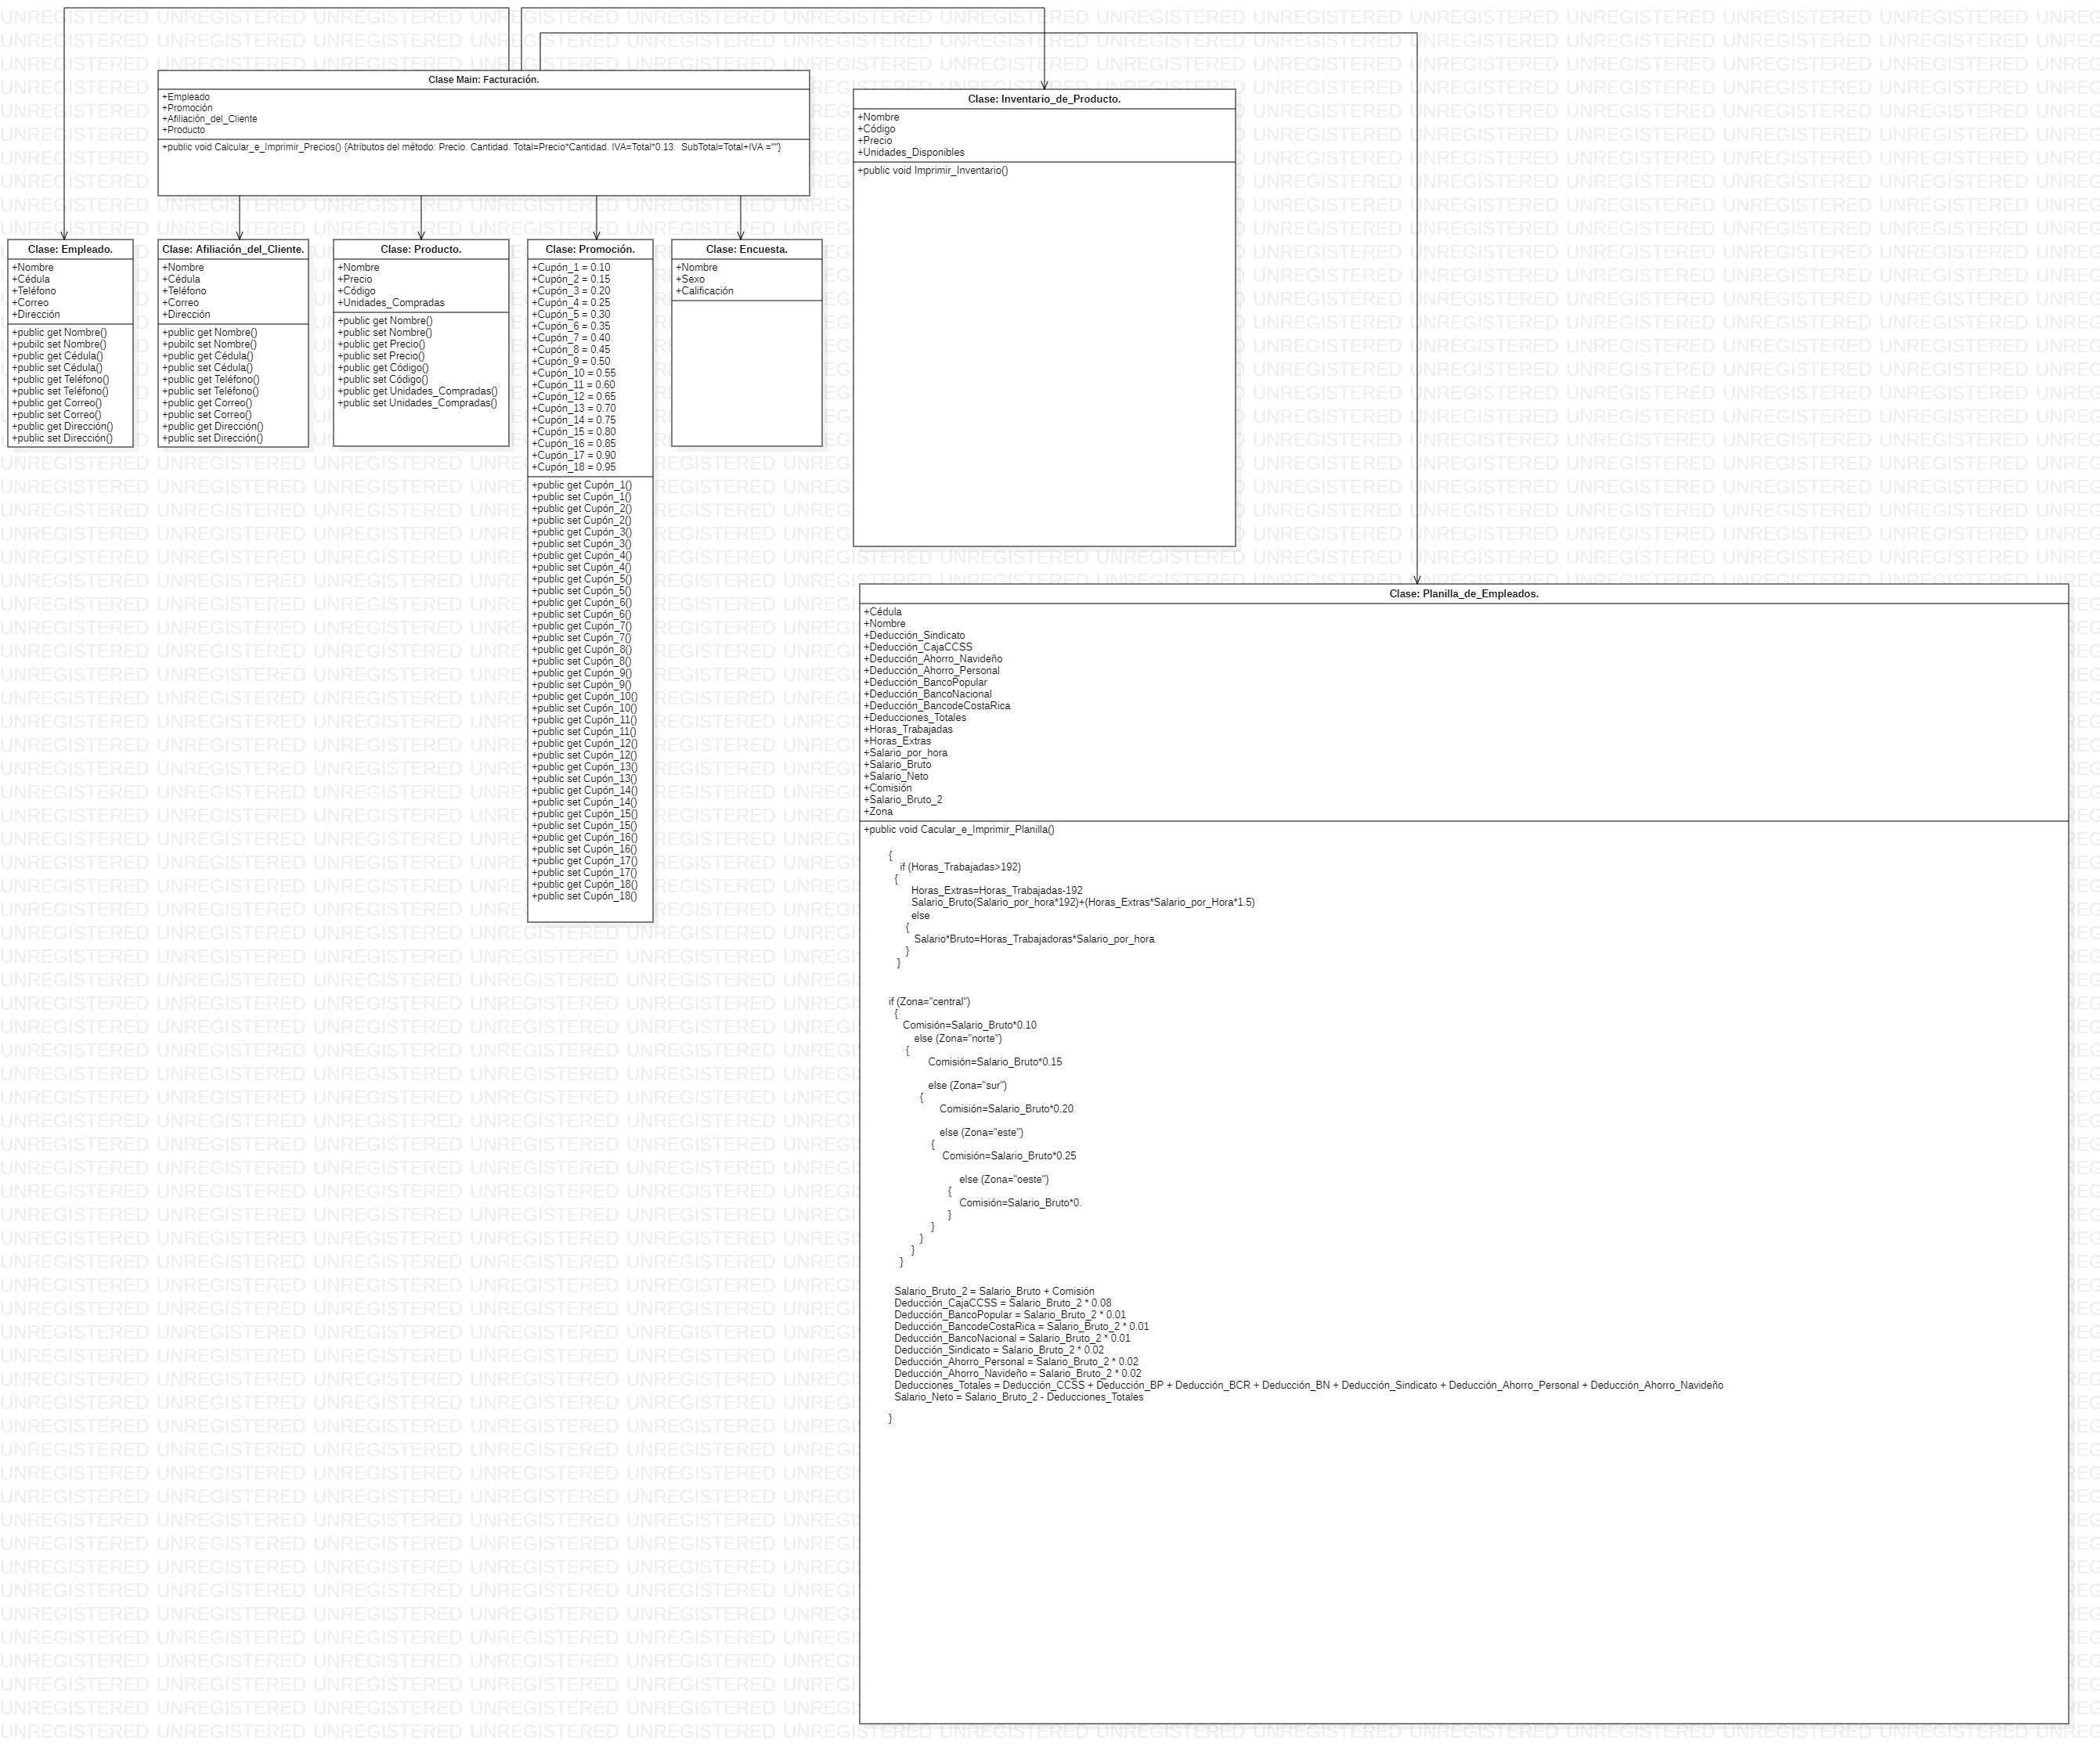 Clase Main: Facturación.
+Empleado
+Promoción
+Afiliación_del_Cliente
+Producto
+public void Calcular_e_Imprimir_Precios() {Atributos del método: Precio. Cantidad. Total=Precio*Cantidad. IVA=Total*0.13.  SubTotal=Total+IVA =""}
Clase: Empleado.
+Nombre
+Cédula
+Teléfono
+Correo
+Dirección
+public get Nombre()
+pubilc set Nombre()
+public get Cédula()
+public set Cédula()
+public get Teléfono()
+public set Teléfono()
+public get Correo()
+public set Correo()
+public get Dirección()
+public set Dirección()
Clase: Afiliación_del_Cliente.
+Nombre
+Cédula
+Teléfono
+Correo
+Dirección
+public get Nombre()
+pubilc set Nombre()
+public get Cédula()
+public set Cédula()
+public get Teléfono()
+public set Teléfono()
+public get Correo()
+public set Correo()
+public get Dirección()
+public set Dirección()
Clase: Producto.
+Nombre
+Precio
+Código
+Unidades_Compradas
+public get Nombre()
+public set Nombre()
+public get Precio()
+public set Precio()
+public get Código()
+public set Código()
+public get Unidades_Compradas()
+public set Unidades_Compradas()
Clase: Promoción.
+Cupón_1 = 0.10
+Cupón_2 = 0.15
+Cupón_3 = 0.20
+Cupón_4 = 0.25
+Cupón_5 = 0.30
+Cupón_6 = 0.35
+Cupón_7 = 0.40
+Cupón_8 = 0.45
+Cupón_9 = 0.50
+Cupón_10 = 0.55
+Cupón_11 = 0.60
+Cupón_12 = 0.65
+Cupón_13 = 0.70
+Cupón_14 = 0.75
+Cupón_15 = 0.80
+Cupón_16 = 0.85
+Cupón_17 = 0.90
+Cupón_18 = 0.95
+public get Cupón_1()
+public set Cupón_1()
+public get Cupón_2()
+public set Cupón_2()
+public get Cupón_3()
+public set Cupón_3()
+public get Cupón_4()
+public set Cupón_4()
+public get Cupón_5()
+public set Cupón_5()
+public get Cupón_6()
+public set Cupón_6()
+public get Cupón_7()
+public set Cupón_7()
+public get Cupón_8()
+public set Cupón_8()
+public get Cupón_9()
+public set Cupón_9()
+public get Cupón_10()
+public set Cupón_10()
+public get Cupón_11()
+public set Cupón_11()
+public get Cupón_12()
+public set Cupón_12()
+public get Cupón_13()
+public set Cupón_13()
+public get Cupón_14()
+public set Cupón_14()
+public get Cupón_15()
+public set Cupón_15()
+public get Cupón_16()
+public set Cupón_16()
+public get Cupón_17()
+public set Cupón_17()
+public get Cupón_18()
+public set Cupón_18()
Clase: Encuesta.
+Nombre
+Sexo
+Calificación
Clase: Inventario_de_Producto.
+Nombre
+Código
+Precio
+Unidades_Disponibles
+public void Imprimir_Inventario()
Clase: Planilla_de_Empleados.
+Cédula
+Nombre
+Deducción_Sindicato
+Deducción_CajaCCSS
+Deducción_Ahorro_Navideño
+Deducción_Ahorro_Personal
+Deducción_BancoPopular
+Deducción_BancoNacional
+Deducción_BancodeCostaRica
+Deducciones_Totales
+Horas_Trabajadas
+Horas_Extras
+Salario_por_hora
+Salario_Bruto
+Salario_Neto
+Comisión
+Salario_Bruto_2
+Zona
+public void Cacular_e_Imprimir_Planilla()
{
if (Horas_Trabajadas>192)
{
Horas_Extras=Horas_Trabajadas-192
Salario_Bruto(Salario_por_hora*192)+(Horas_Extras*Salario_por_Hora*1.5)
else
{
Salario*Bruto=Horas_Trabajadoras*Salario_por_hora
}
}
if (Zona="central")
{
Comisión=Salario_Bruto*0.10
else (Zona="norte")
{
Comisión=Salario_Bruto*0.15
else (Zona="sur")
{
Comisión=Salario_Bruto*0.20
else (Zona="este")
{
Comisión=Salario_Bruto*0.25
else (Zona="oeste")
{
Comisión=Salario_Bruto*0.
}
}
}
}
}
Salario_Bruto_2 = Salario_Bruto + Comisión
Deducción_CajaCCSS = Salario_Bruto_2 * 0.08
Deducción_BancoPopular = Salario_Bruto_2 * 0.01
Deducción_BancodeCostaRica = Salario_Bruto_2 * 0.01
Deducción_BancoNacional = Salario_Bruto_2 * 0.01
Deducción_Sindicato = Salario_Bruto_2 * 0.02
Deducción_Ahorro_Personal = Salario_Bruto_2 * 0.02
Deducción_Ahorro_Navideño = Salario_Bruto_2 * 0.02
Deducciones_Totales = Deducción_CCSS + Deducción_BP + Deducción_BCR + Deducción_BN + Deducción_Sindicato + Deducción_Ahorro_Personal + Deducción_Ahorro_Navideño
Salario_Neto = Salario_Bruto_2 - Deducciones_Totales
}